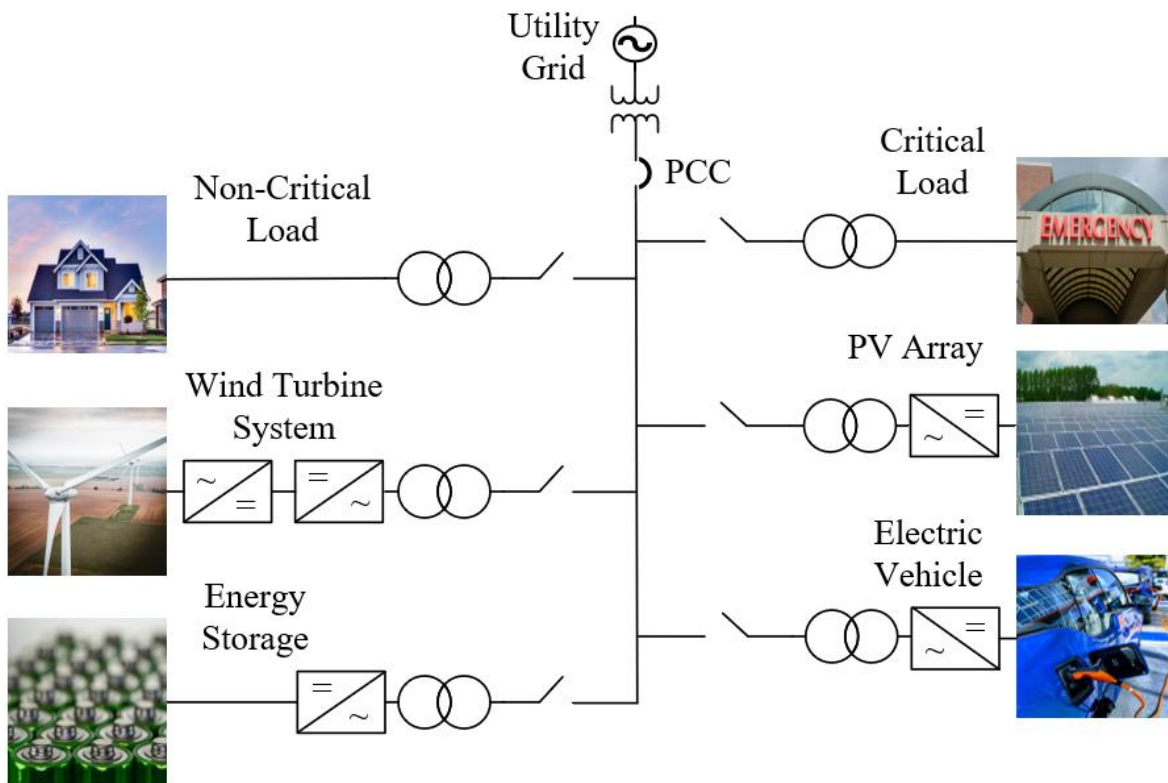 Utility
Grid
PCC
Critical
Load
EMERGENCY
Non-Critical
Load
PV Array
~ =
Wind Turbine
System
~ =
= ~
Electric
Vehicle
~ =
Energy
Storage
= ~